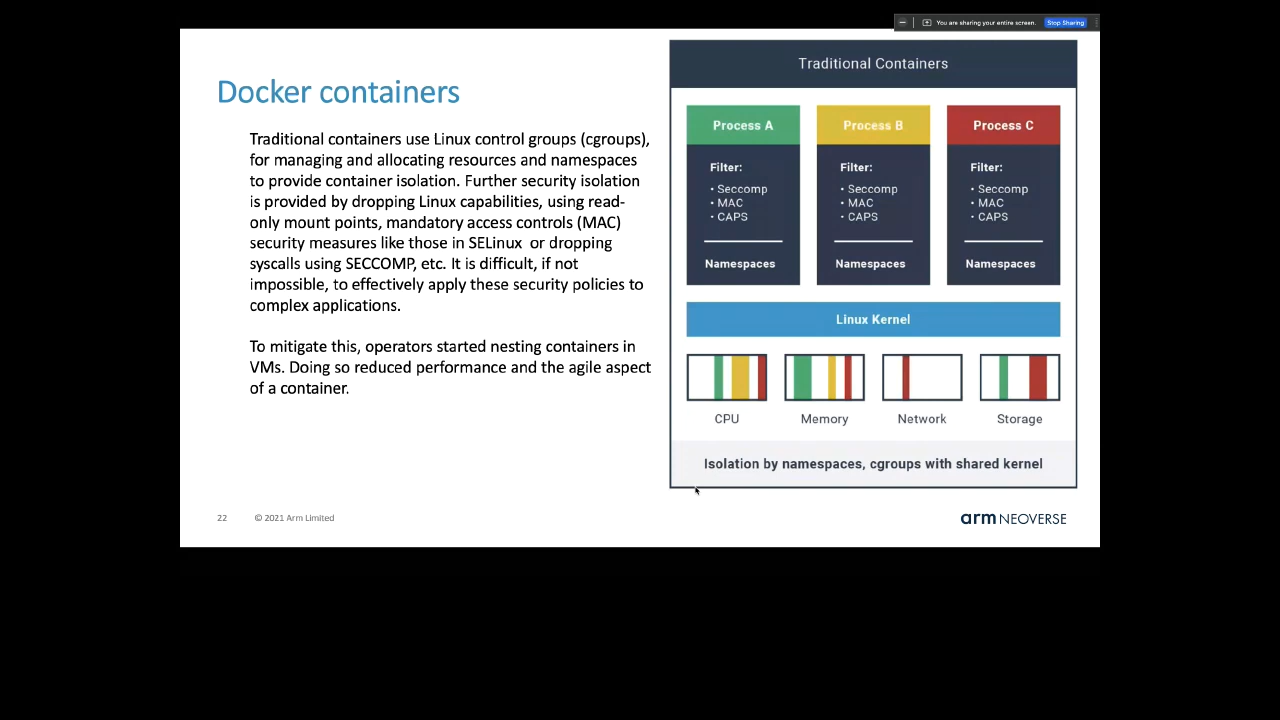 You are sharing your entire screen.
Stop Sharing
Docker containers
Traditional containers use Linux control groups (cgroups),
for managing and allocating resources and namespaces
to provide container isolation. Further security isolation
is provided by dropping Linux capabilities, using read-
only mount points, mandatory access controls (MAC)
security measures like those in SELinux or dropping
syscalls using SECCOMP, etc. It is difficult, if not
impossible, to effectively apply these security policies to
complex applications.
To mitigate this, operators started nesting containers in
VMs. Doing so reduced performance and the agile aspect
of a container.
Traditional Containers
Process A
Filter:
• Seccomp
• MAC
• CAPS
Namespaces
Process B
Filter:
• Seccomp
• MAC
• CAPS
Namespaces
Process C
Filter:
• Seccomp
• MAC
• CAPS
Namespaces
Linux Kernel
CPU
Memory
Network
Storage
Isolation by namespaces, cgroups with shared kernel
22
© 2021 Arm Limited
arm NEOVERSE